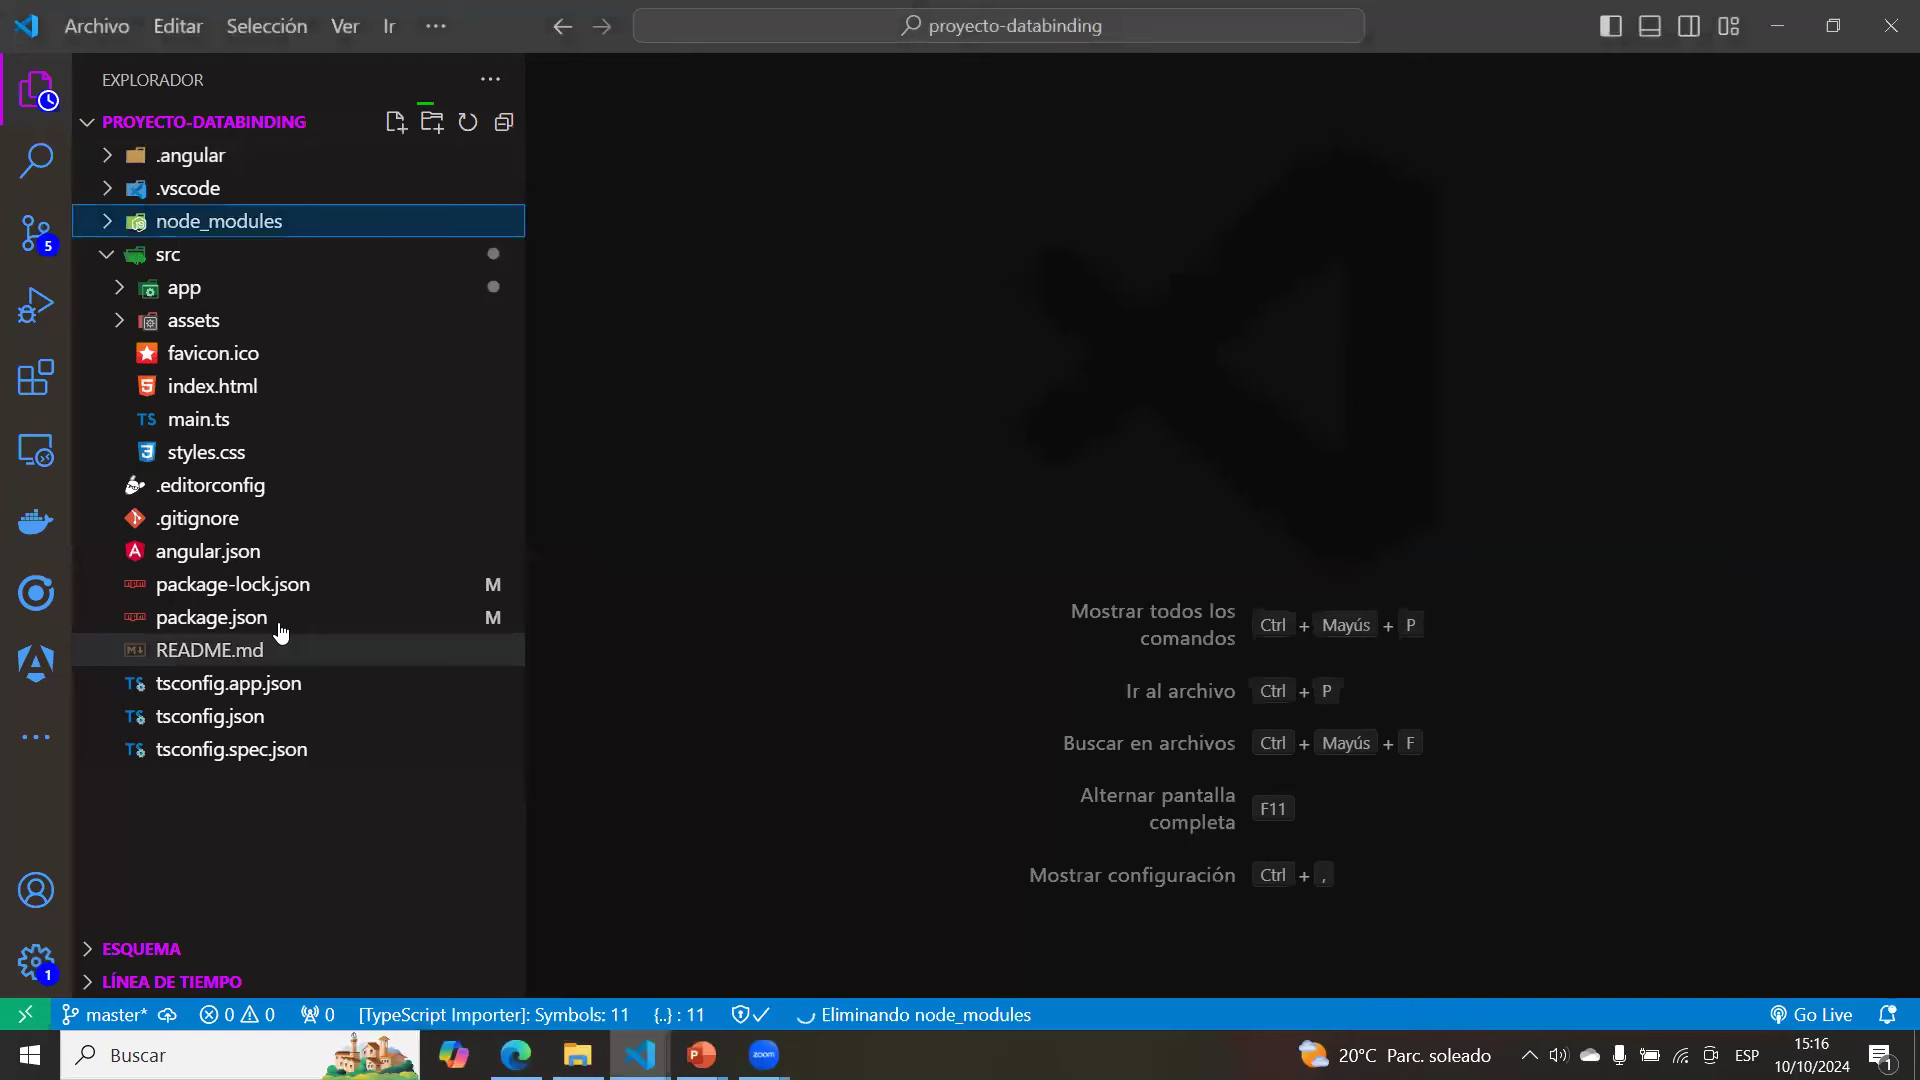 Archivo Editar Selección Ver Ir ···
proyecto-databinding
EXPLORADOR
PROYECTO-DATABINDING
.angular
.vscode
node_modules
src
app
assets
favicon.ico
index.html
TS main.ts
styles.css
.editorconfig
.gitignore
angular.json
package-lock.json M
package.json M
README.md
TS tsconfig.app.json
TS tsconfig.json
TS tsconfig.spec.json
5
1
ESQUEMA
LÍNEA DE TIEMPO
Mostrar todos los
comandos
Ctrl + Mayús + P
Ir al archivo Ctrl + P
Buscar en archivos Ctrl + Mayús + F
Alternar pantalla
completa
F11
Mostrar configuración Ctrl + ,
master* 0 0 0 [TypeScript Importer]: Symbols: 11 {..} : 11 Eliminando node_modules Go Live
Buscar
zoom
20°C Parc. soleado
ESP
15:16
10/10/2024
1